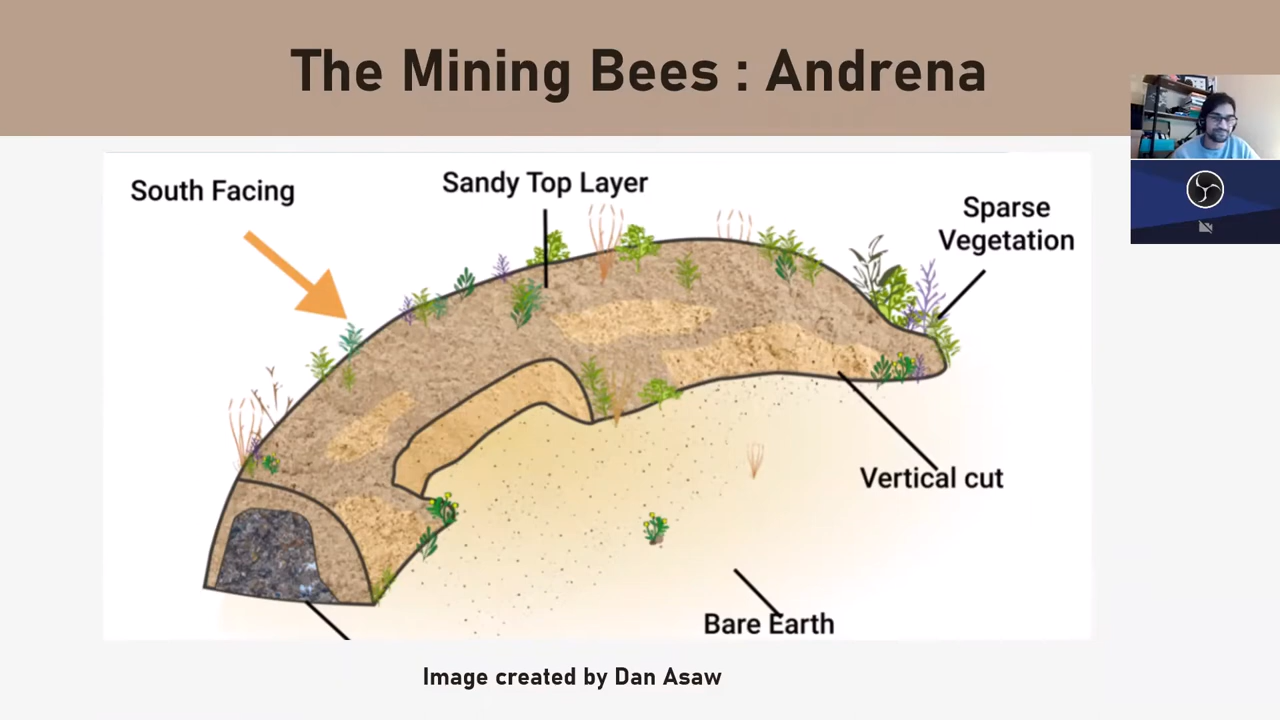 The Mining Bees : Andrena
South Facing
Sandy Top Layer
Sparse
Vegetation
Vertical cut
Bare Earth
Image created by Dan Asaw